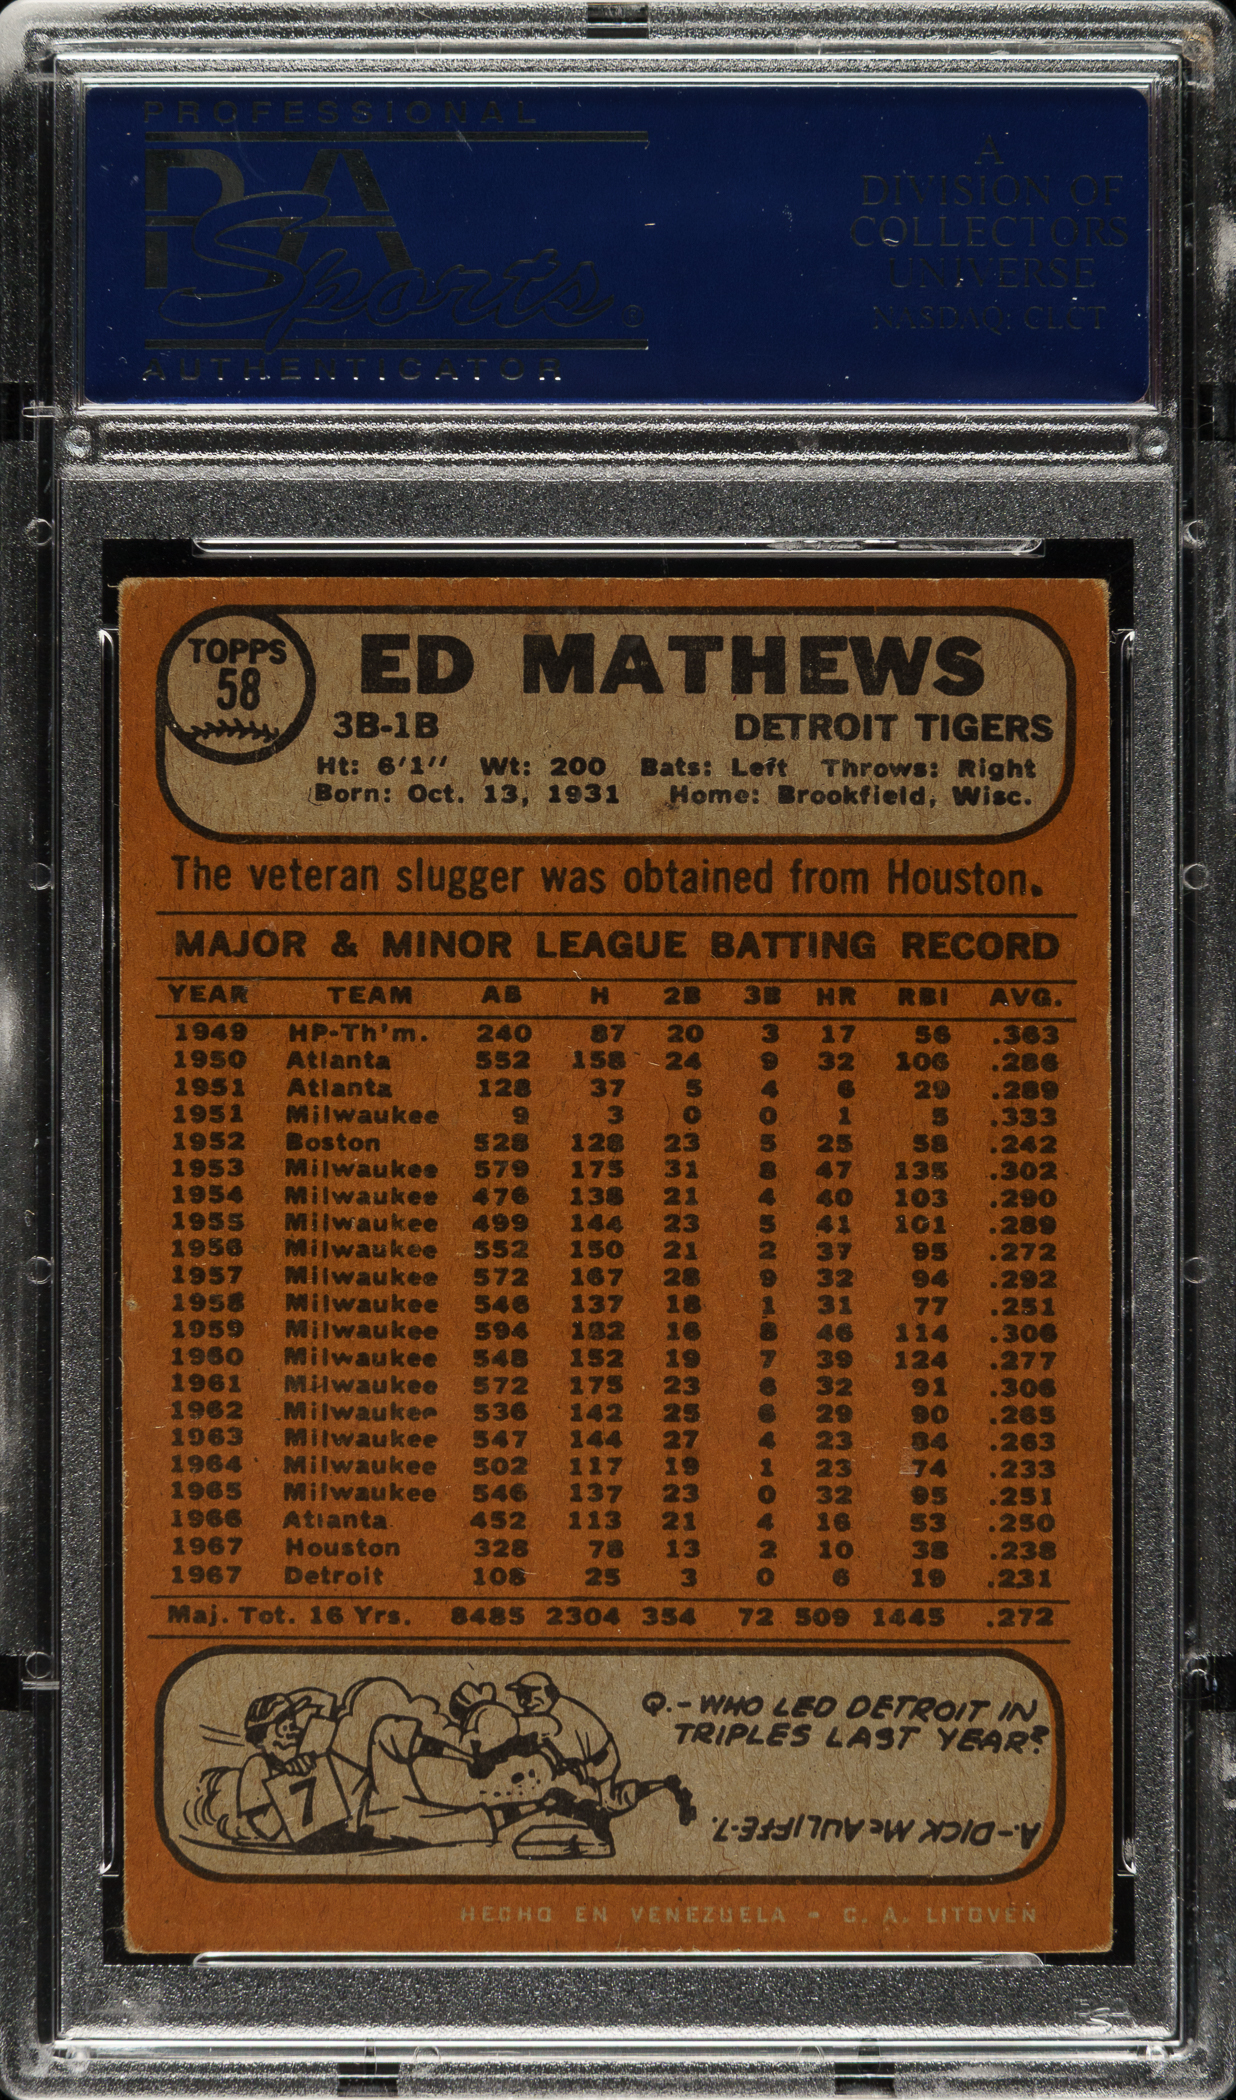 PROFESSIONAL
PSA
Sports®
AUTHENTICATOR
A
DIVISION OF
COLLECTORS
UNIVERSE
NASDAQ: CLCT
TOPPS
58
ED MATHEWS
3B-1B DETROIT TIGERS
Ht: 6'1" Wt: 200 Bats: Left Throws: Right
Born: Oct. 13, 1931 Home: Brookfield, Wisc.
The veteran slugger was obtained from Houston.
MAJOR & MINOR LEAGUE BATTING RECORD
YEAR TEAM AB H 2B 3B HR RBI AVG.
1949 HP-Th'm. 240 87 20 3 17 56 .363
1950 Atlanta 552 158 24 9 32 106 .286
1951 Atlanta 128 37 5 4 6 29 .289
1951 Milwaukee 9 3 0 0 1 5 .333
1952 Boston 528 128 23 5 25 58 .242
1953 Milwaukee 579 175 31 8 47 135 .302
1954 Milwaukee 476 138 21 4 40 103 .290
1955 Milwaukee 499 144 23 5 41 101 .289
1956 Milwaukee 552 150 21 2 37 95 .272
1957 Milwaukee 572 167 28 9 32 94 .292
1958 Milwaukee 546 137 18 1 31 77 .251
1959 Milwaukee 594 182 16 8 46 114 .306
1960 Milwaukee 548 152 19 7 39 124 .277
1961 Milwaukee 572 175 23 6 32 91 .306
1962 Milwaukee 536 142 25 6 29 90 .265
1963 Milwaukee 547 144 27 4 23 84 .263
1964 Milwaukee 502 117 19 1 23 74 .233
1965 Milwaukee 546 137 23 0 32 95 .251
1966 Atlanta 452 113 21 4 16 53 .250
1967 Houston 328 78 13 2 10 38 .238
1967 Detroit 108 25 3 0 6 19 .231
Maj. Tot. 16 Yrs. 8485 2304 354 72 509 1445 .272
7
Q.-WHO LED DETROIT IN
TRIPLES LAST YEAR?
A-DICK McAULIFFE-7.
HECHO EN VENEZUELA - C. A. LITOVEN